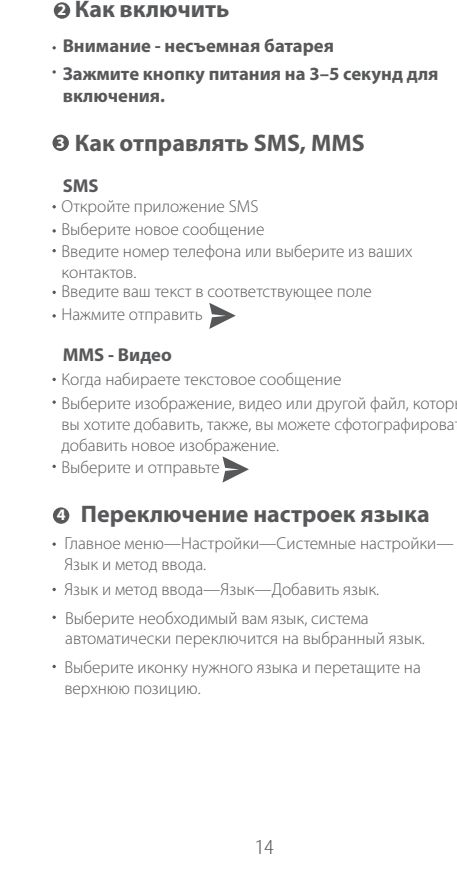 ❷ Как включить
• Внимание - несъемная батарея
• Зажмите кнопку питания на 3–5 секунд для
включения.
❸ Как отправлять SMS, MMS
SMS
• Откройте приложение SMS
• Выберите новое сообщение
• Введите номер телефона или выберите из ваших
контактов.
• Введите ваш текст в соответствующее поле
• Нажмите отправить
MMS - Видео
• Когда набираете текстовое сообщение
• Выберите изображение, видео или другой файл,
вы хотите добавить, также, вы можете
добавить новое изображение.
• Выберите и отправьте
❹ Переключение настроек языка
• Главное меню—Настройки—Системные настройки—
Язык и метод ввода.
• Язык и метод ввода—Язык—Добавить язык.
• Выберите необходимый вам язык, система
автоматически переключится на выбранный язык.
• Выберите иконку нужного языка и перетащите на
верхнюю позицию.
14